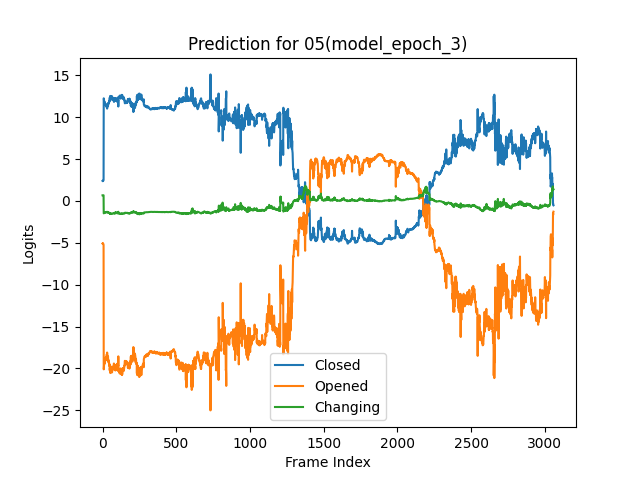 Prediction for 05(model_epoch_3)
Logits
15
10
5
0
−5
−10
−15
−20
−25
Closed
Opened
Changing
0 500 1000 1500 2000 2500 3000
Frame Index